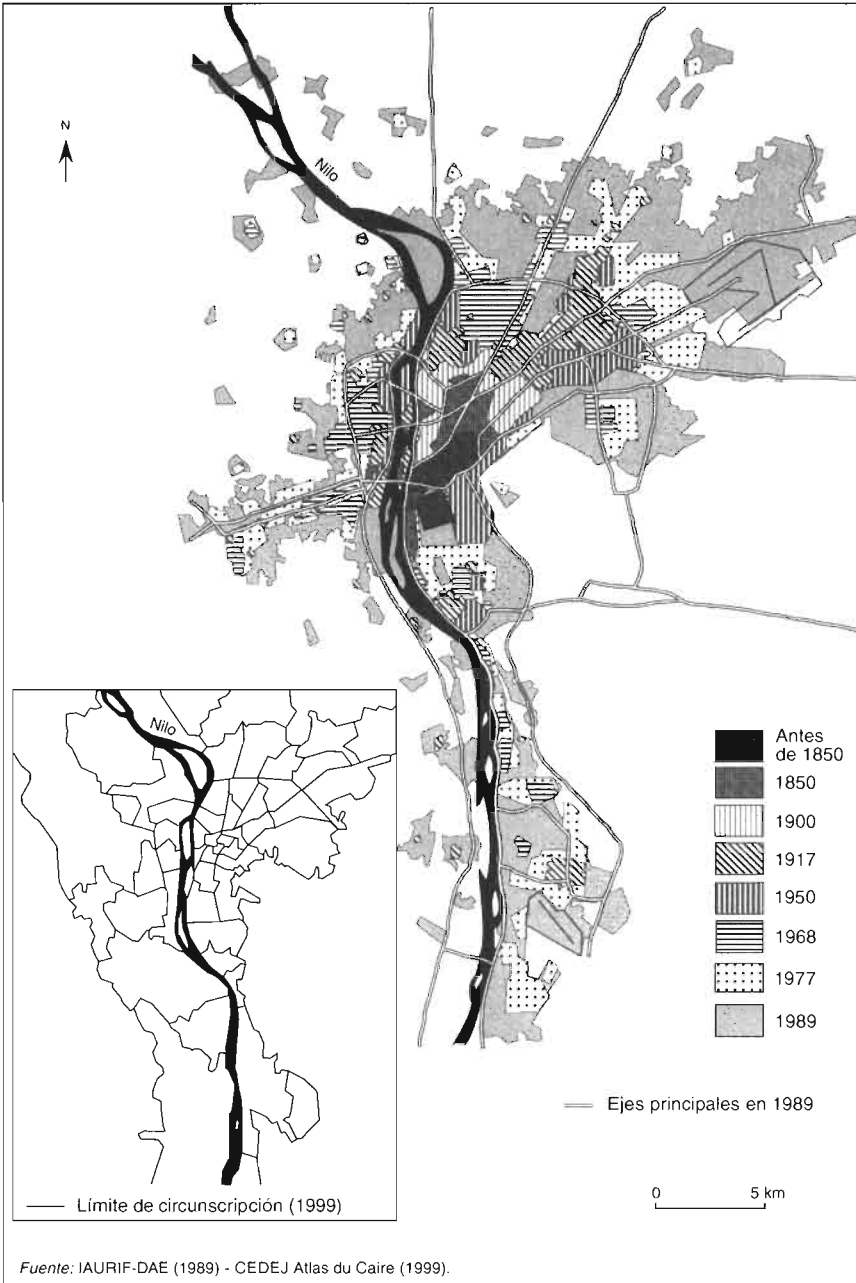 N
Nilo
Antes
de 1850
1850
1900
1917
1950
1968
1977
1989
Ejes principales en 1989
0 5 km
Nilo
Límite de circunscripción (1999)
Fuente: IAURIF-DAE (1989) - CEDEJ Atlas du Caire (1999).